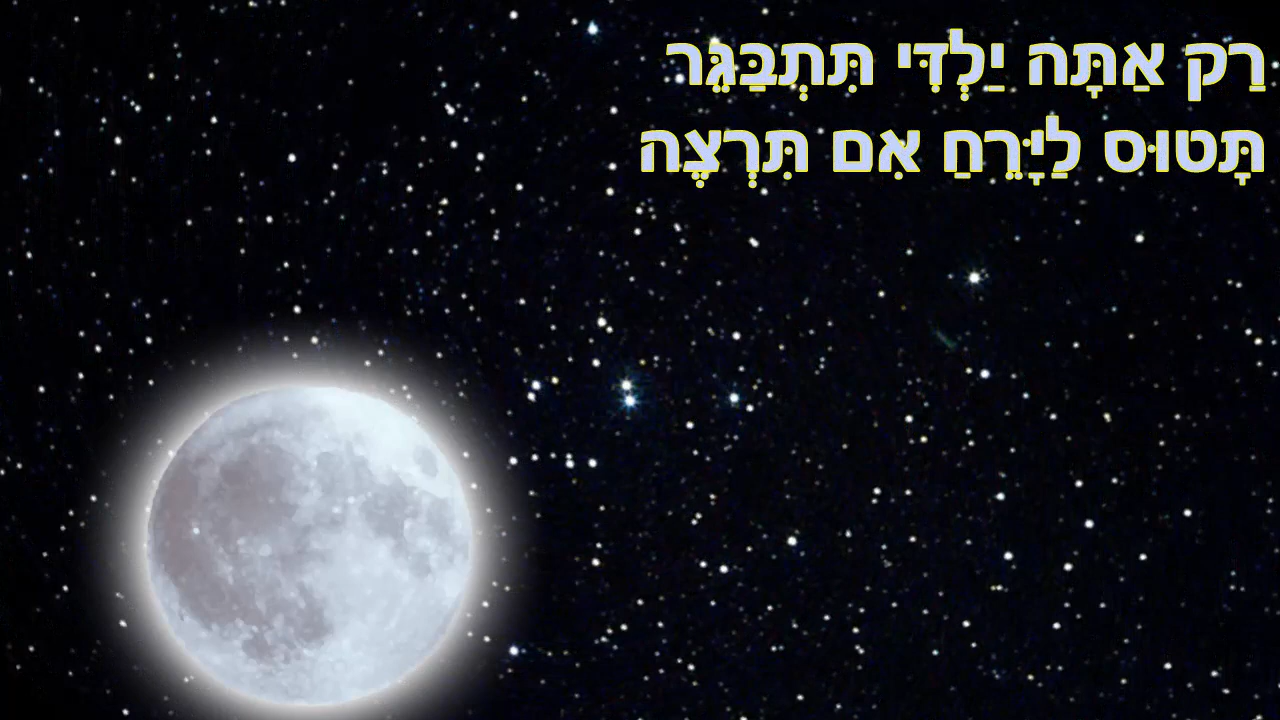 רַק אַתָּה יַלְדִּי תִּתְבַּגֵּר
תָּטוּס לַיָּרֵחַ אִם תִּרְצֶה